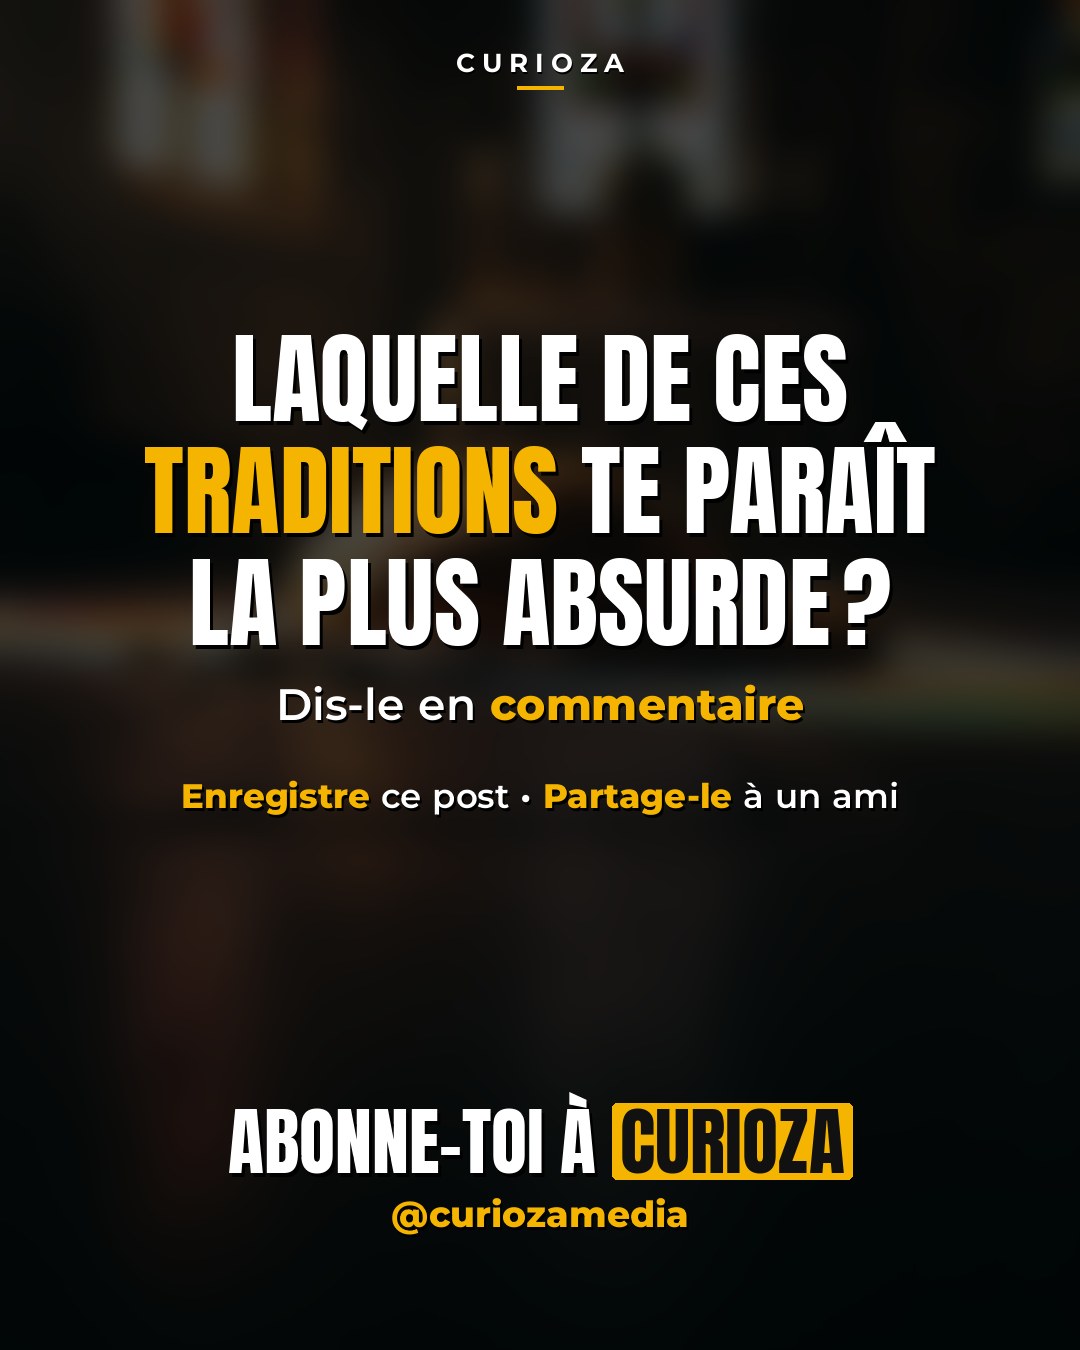 CURIOZA
LAQUELLE DE CES
TRADITIONS TE PARAÎT
LA PLUS ABSURDE ?
Dis-le en commentaire
Enregistre ce post • Partage-le à un ami
ABONNE-TOI À CURIOZA
@curiozamedia